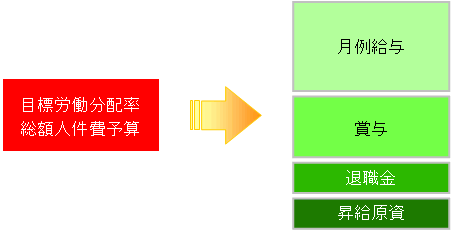 目標労働分配率
総額人件費予算
月例給与
賞与
退職金
昇給原資